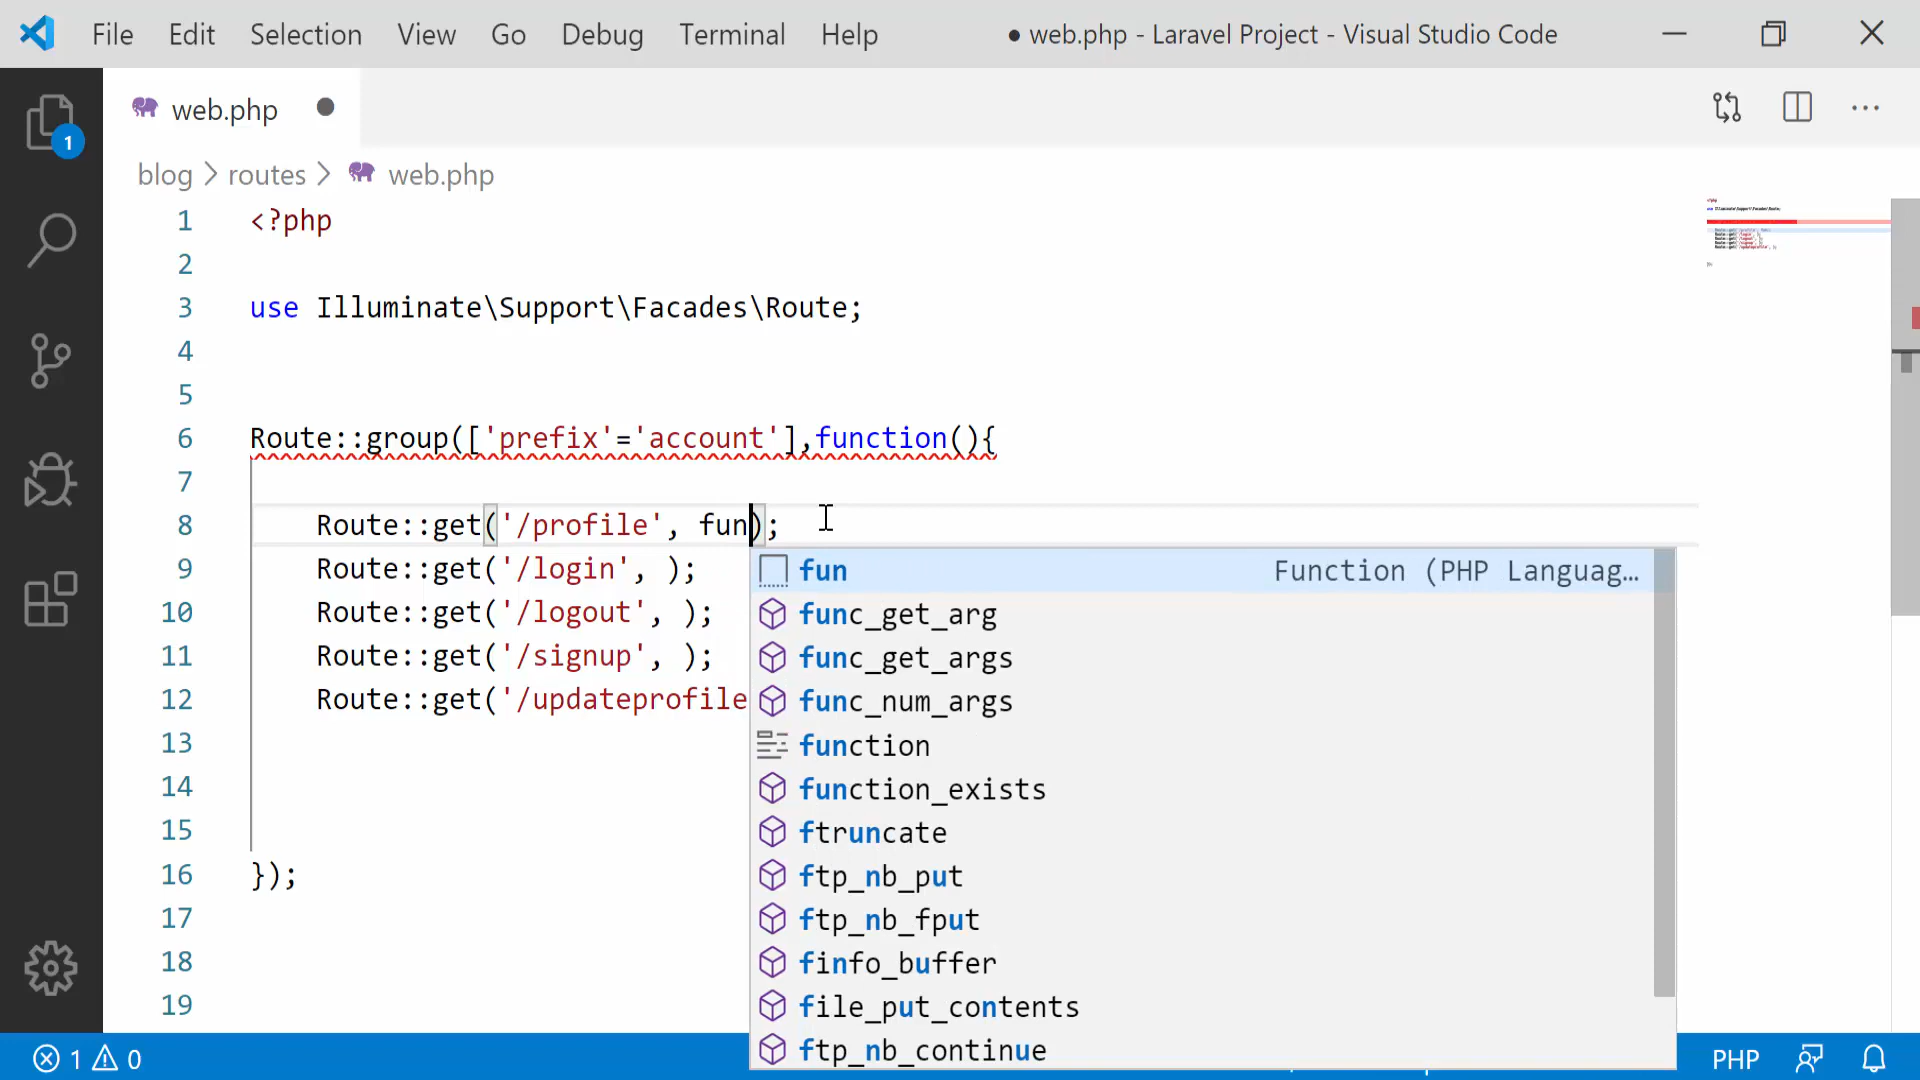 File Edit Selection View Go Debug Terminal Help ● web.php - Laravel Project - Visual Studio Code
web.php
1
blog > routes > web.php
1 <?php
2
3 use Illuminate\Support\Facades\Route;
4
5
6 Route::group(['prefix'='account'],function(){
7
8 Route::get('/profile', fun);
9 Route::get('/login', );
10 Route::get('/logout', );
11 Route::get('/signup', );
12 Route::get('/updateprofile
13
14
15
16 });
17
18
19
fun Function (PHP Languag…
func_get_arg
func_get_args
func_num_args
function
function_exists
ftruncate
ftp_nb_put
ftp_nb_fput
finfo_buffer
file_put_contents
ftp_nb_continue
1 0 PHP